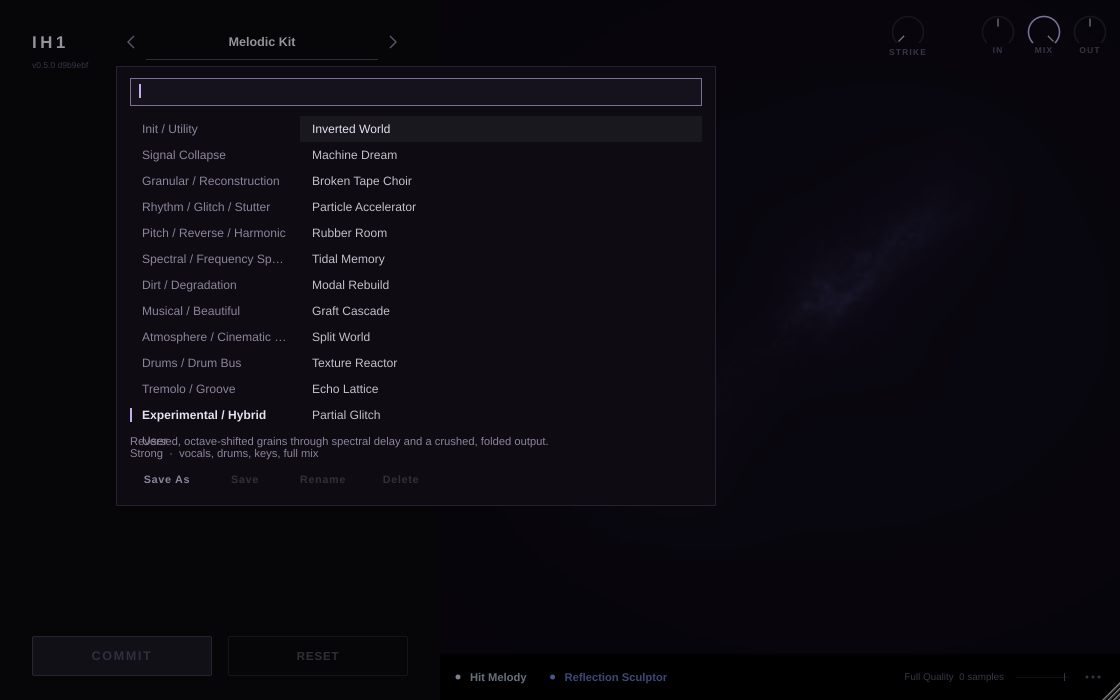 IH1
v0.5.0 d9b9ebf
Melodic Kit
STRIKE
IN
MIX
OUT
Init / Utility
Signal Collapse
Granular / Reconstruction
Rhythm / Glitch / Stutter
Pitch / Reverse / Harmonic
Spectral / Frequency Sp…
Dirt / Degradation
Musical / Beautiful
Atmosphere / Cinematic …
Drums / Drum Bus
Tremolo / Groove
Experimental / Hybrid
User
Inverted World
Machine Dream
Broken Tape Choir
Particle Accelerator
Rubber Room
Tidal Memory
Modal Rebuild
Graft Cascade
Split World
Texture Reactor
Echo Lattice
Partial Glitch
Reversed, octave-shifted grains through spectral delay and a crushed, folded output.
Strong · vocals, drums, keys, full mix
Save As
Save
Rename
Delete
COMMIT
RESET
Hit Melody
Reflection Sculptor
Full Quality 0 samples